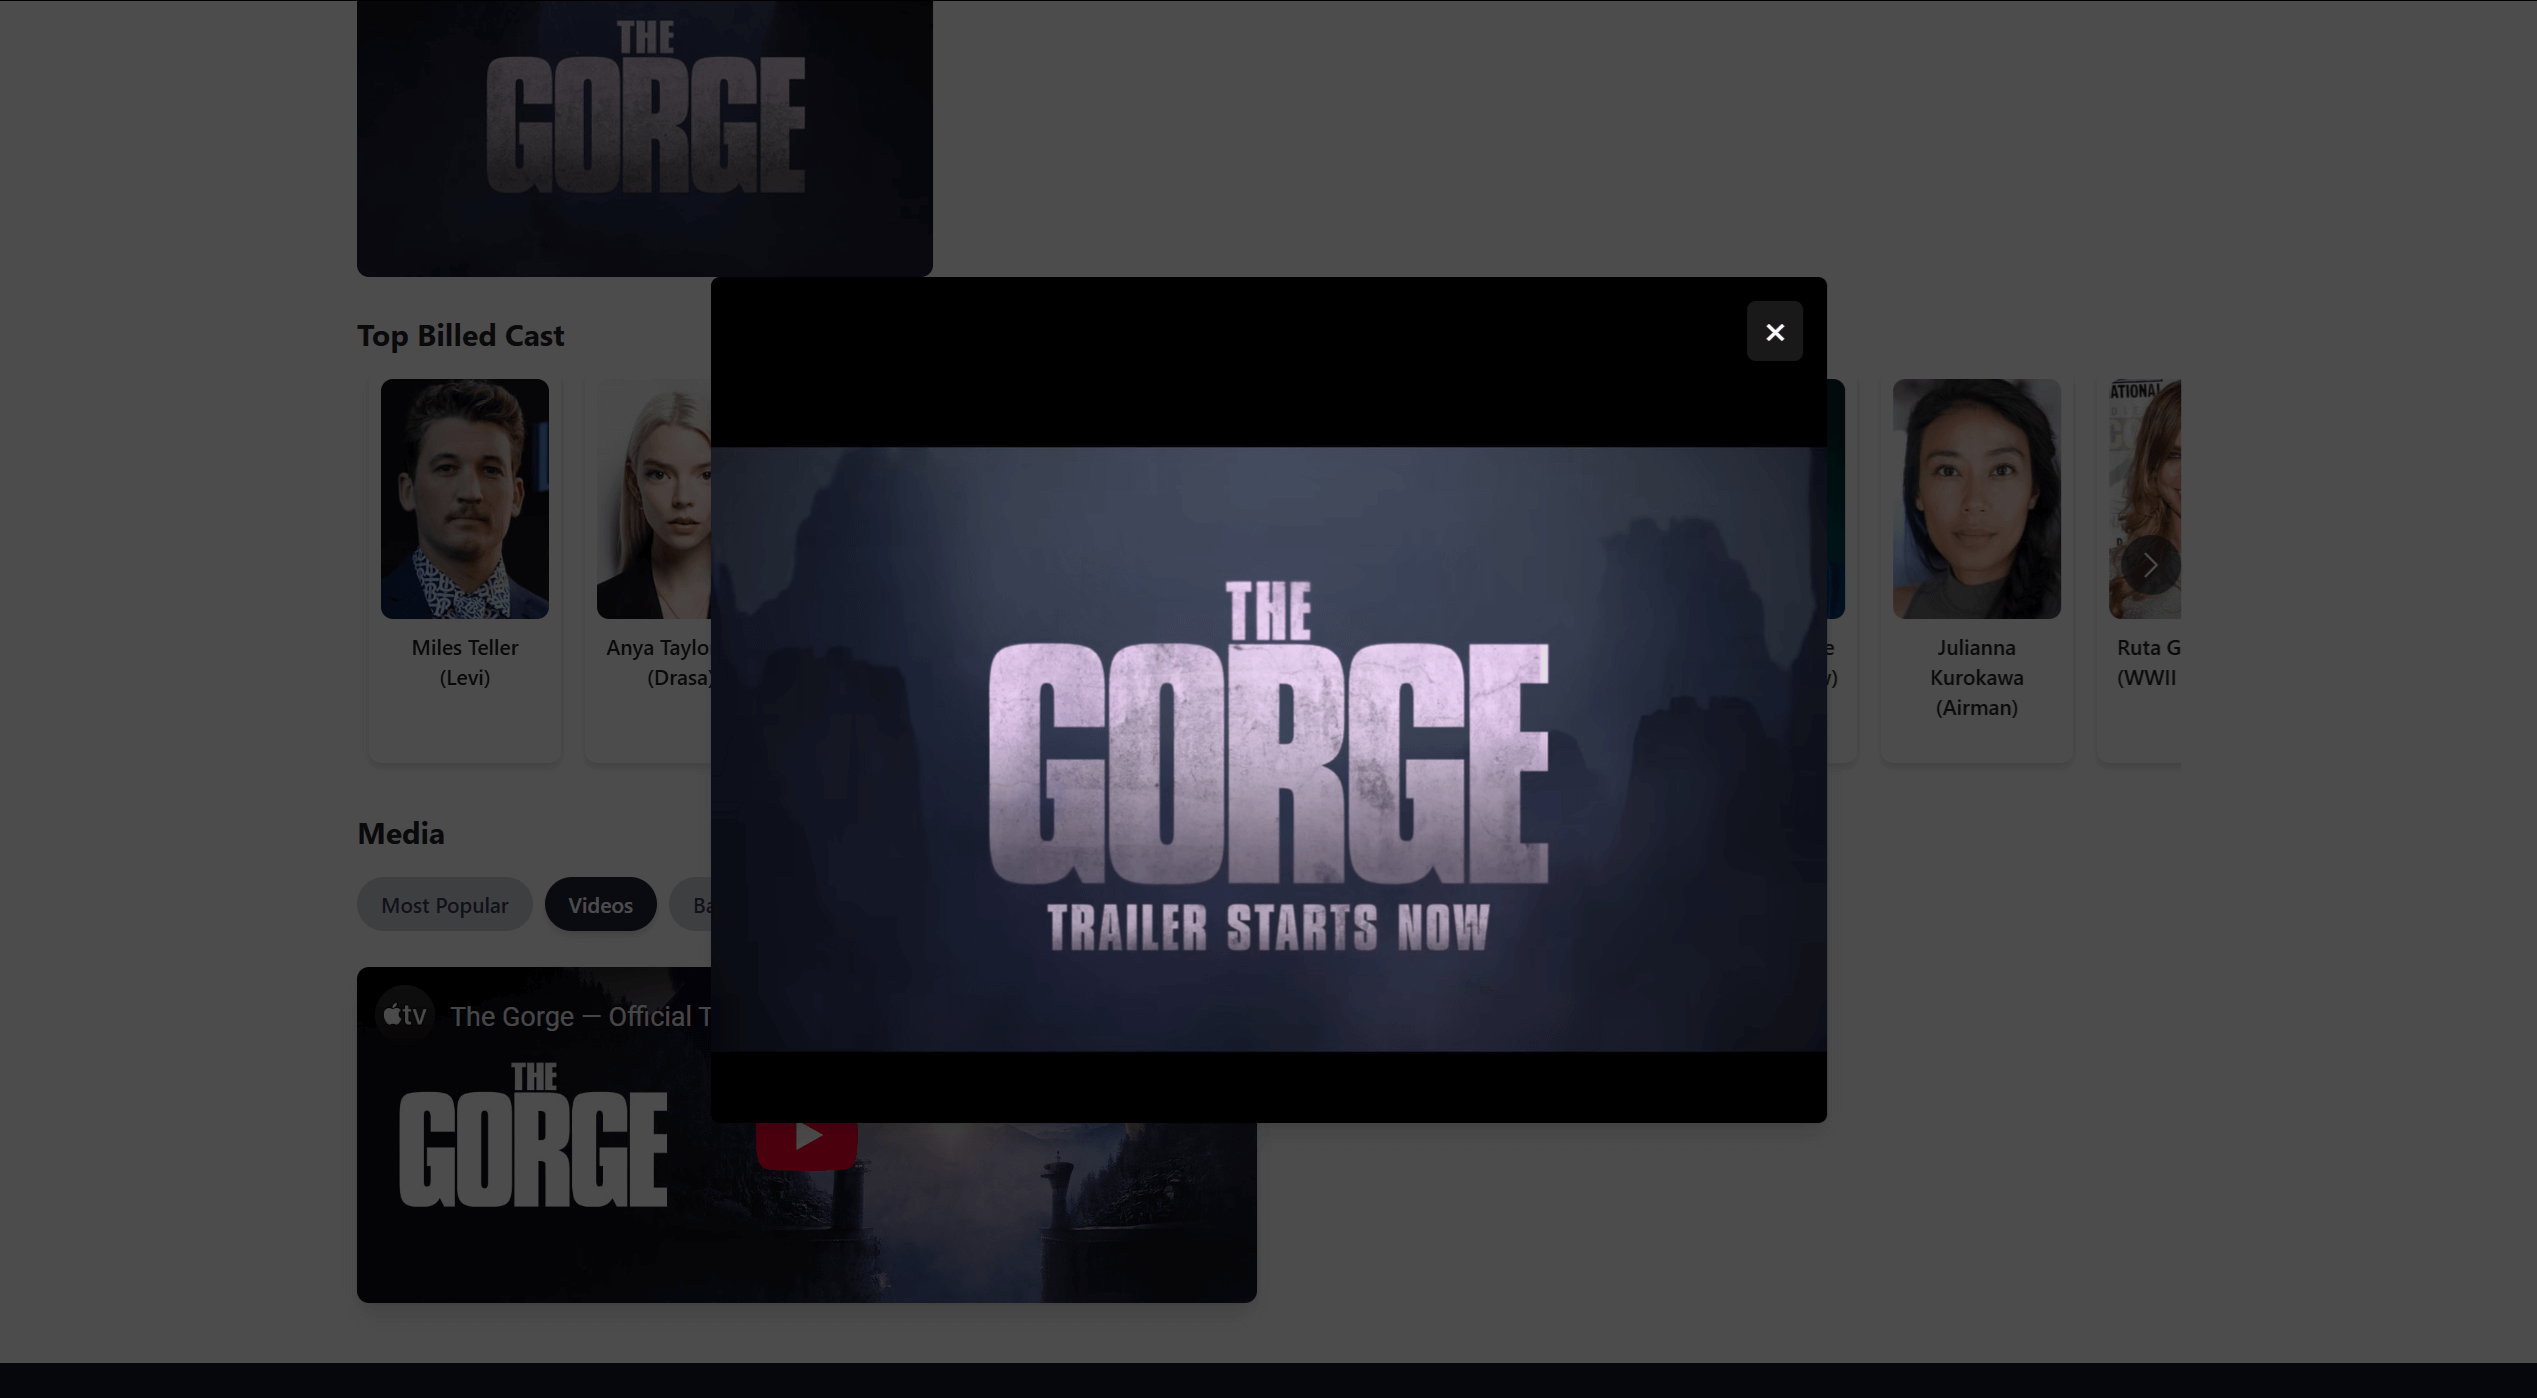 THE
GORGE
Top Billed Cast
×
ATIONAL
Miles Teller
(Levi)
Anya Taylo
(Drasa)
Julianna
Kurokawa
(Airman)
Ruta G
(WWII
THE
GORGE
TRAILER STARTS NOW
Media
Most Popular
Videos
Ba
tv
The Gorge — Official T
THE
GORGE